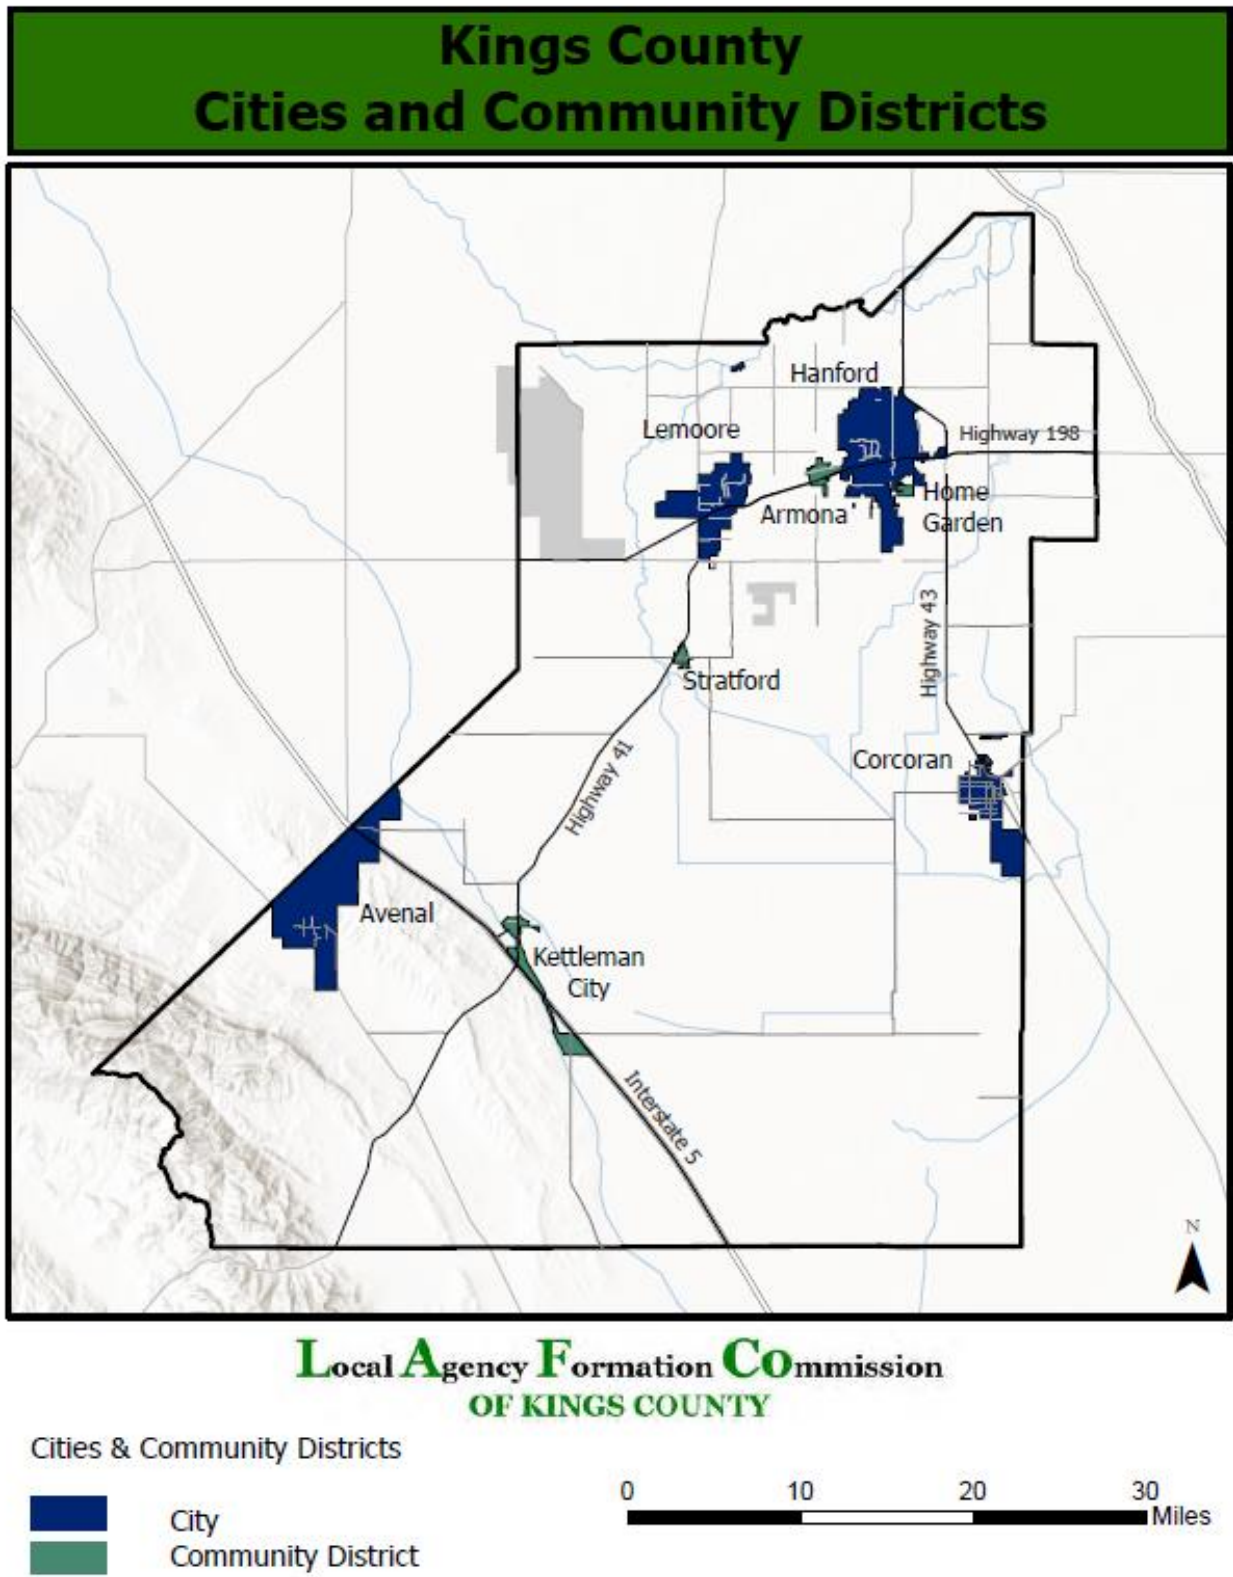 Kings County
Cities and Community Districts
Hanford
Lemoore
Highway 198
Home
Garden
Armona
Highway 43
Stratford
Highway 41
Corcoran
Avenal
Kettleman
City
Interstate 5
N
Local Agency Formation Commission
OF KINGS COUNTY
Cities & Community Districts
City
Community District
0 10 20 30
Miles